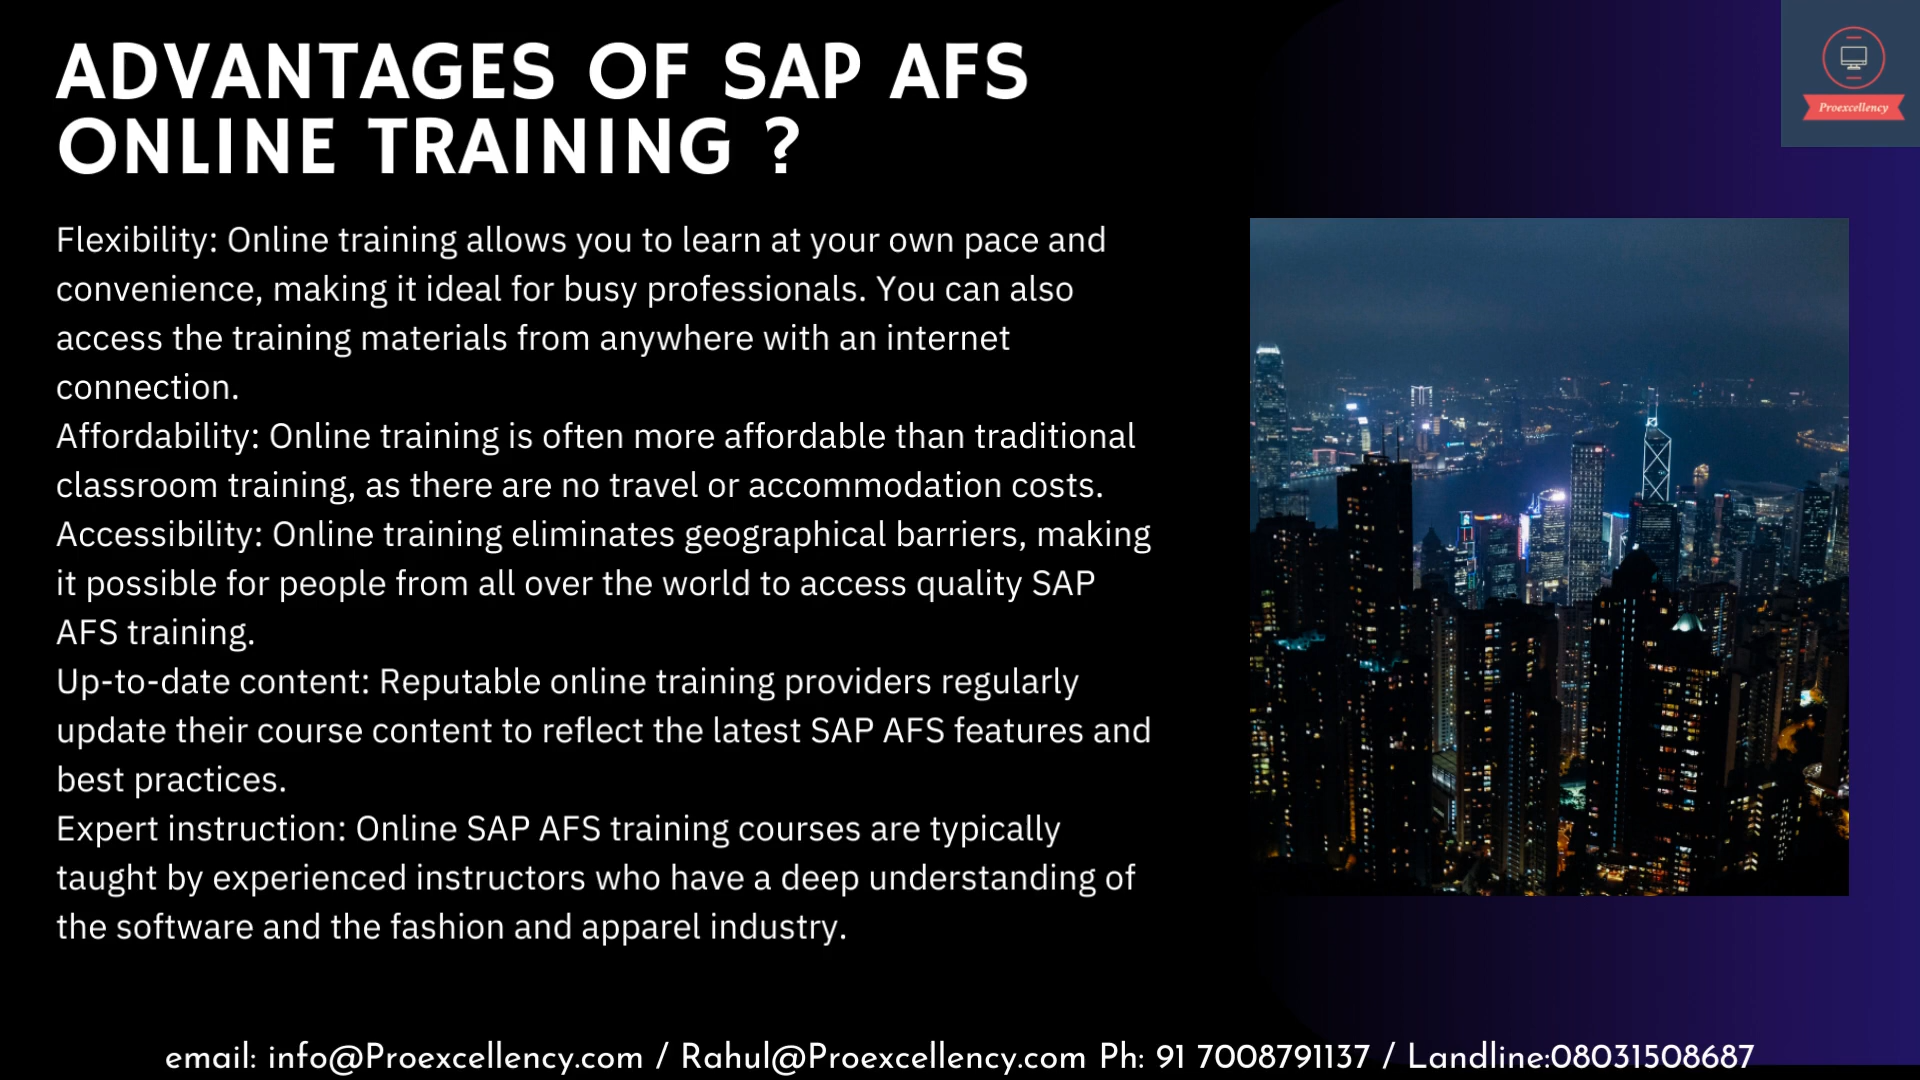 ADVANTAGES OF SAP AFS
ONLINE TRAINING ?
Proexcellency
Flexibility: Online training allows you to learn at your own pace and
convenience, making it ideal for busy professionals. You can also
access the training materials from anywhere with an internet
connection.
Affordability: Online training is often more affordable than traditional
classroom training, as there are no travel or accommodation costs.
Accessibility: Online training eliminates geographical barriers, making
it possible for people from all over the world to access quality SAP
AFS training.
Up-to-date content: Reputable online training providers regularly
update their course content to reflect the latest SAP AFS features and
best practices.
Expert instruction: Online SAP AFS training courses are typically
taught by experienced instructors who have a deep understanding of
the software and the fashion and apparel industry.
email: info@Proexcellency.com / Rahul@Proexcellency.com Ph: 91 7008791137 / Landline:08031508687